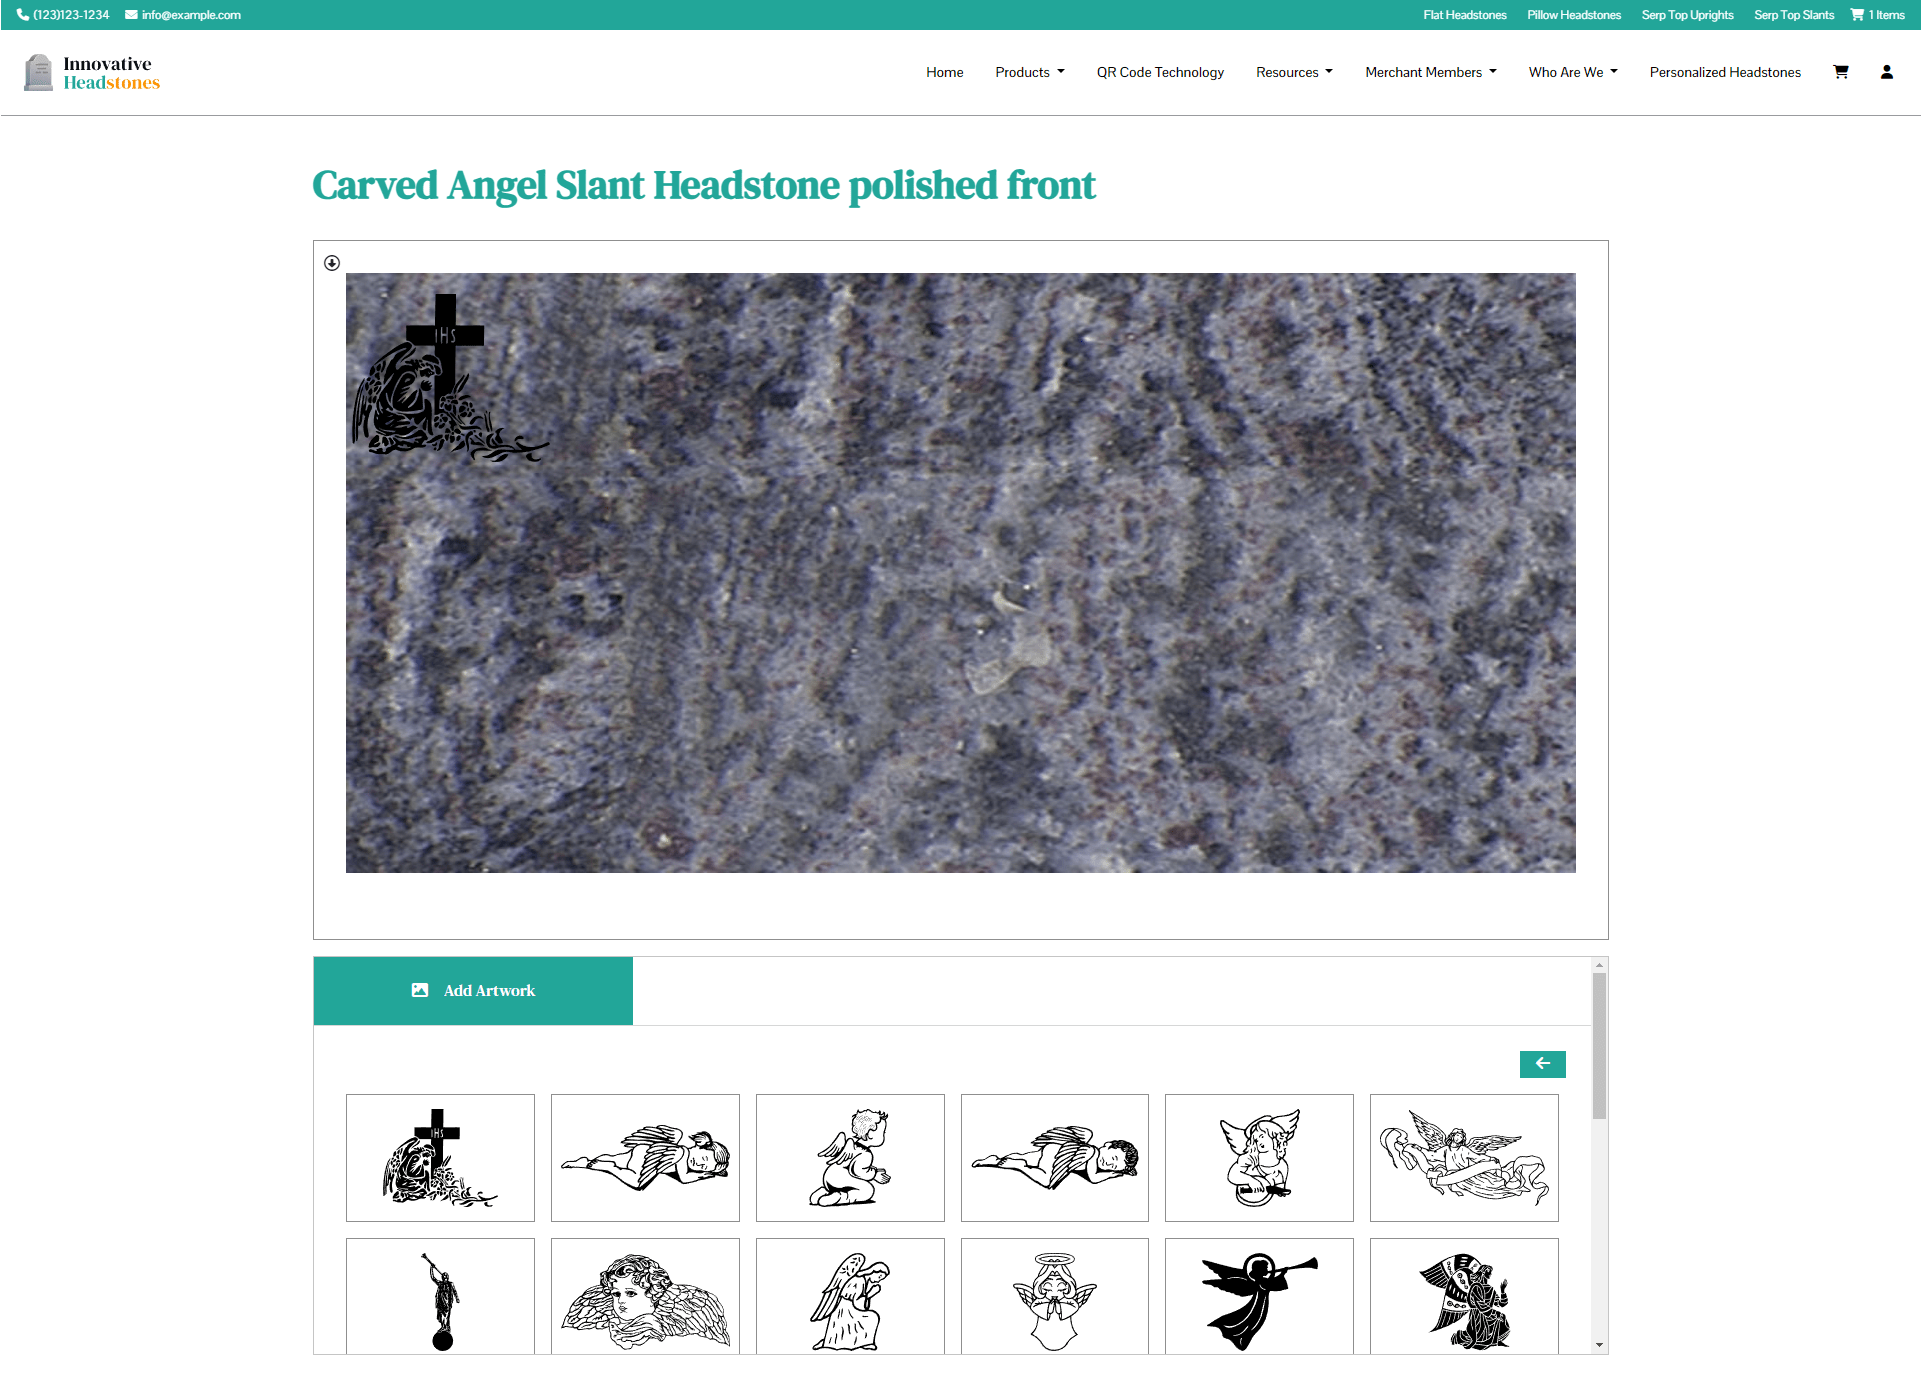 (123)123-1234 info@example.com Flat Headstones Pillow Headstones Serp Top Uprights Serp Top Slants 1 Items
Innovative
Headstones
Home Products QR Code Technology Resources Merchant Members Who Are We Personalized Headstones
Carved Angel Slant Headstone polished front
IHS
Add Artwork
IHS